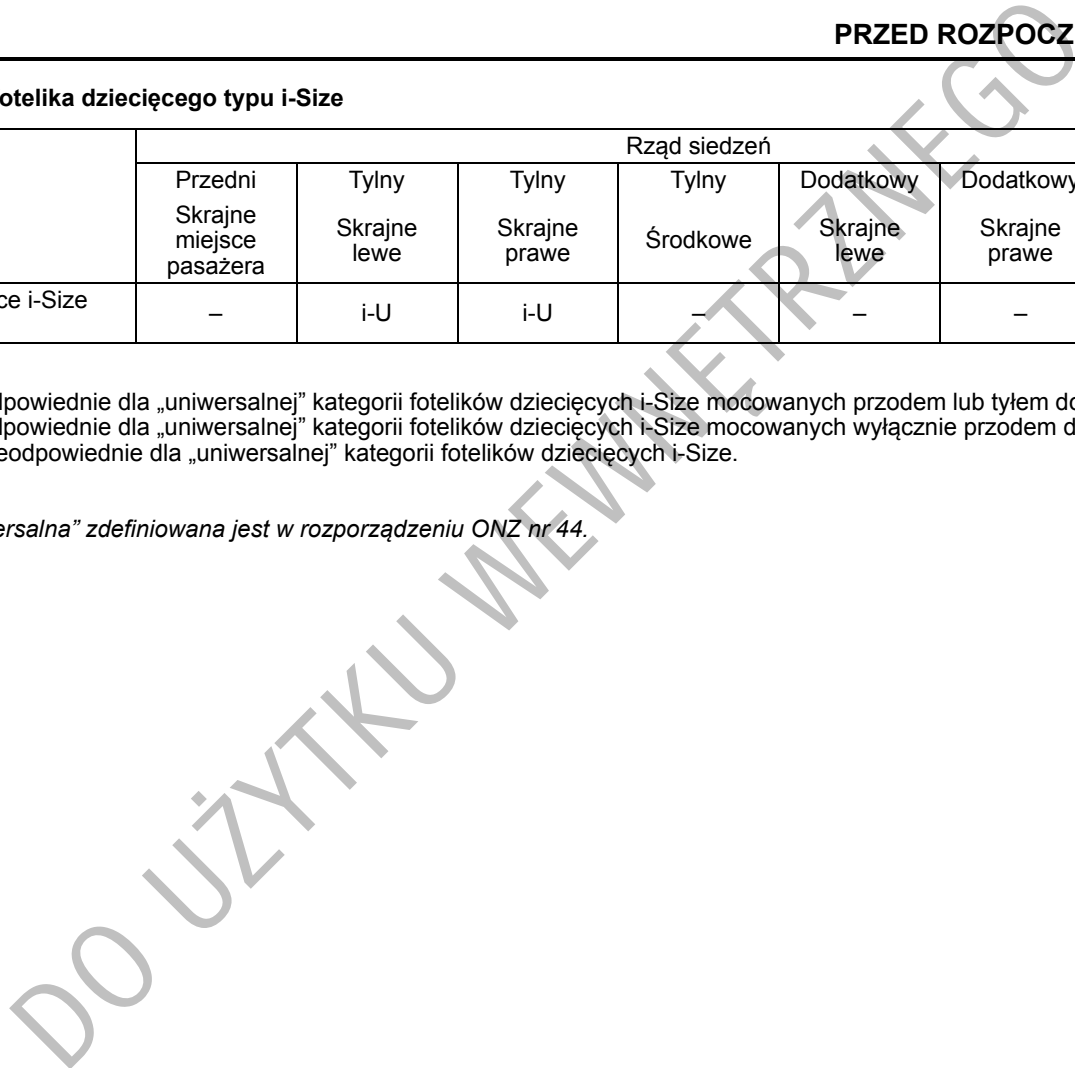 PRZED ROZPOCZ
otelika dziecięcego typu i-Size
Rząd siedzeń
Przedni Tylny Tylny Tylny Dodatkowy Dodatkowy
Skrajne miejsce pasażera Skrajne lewe Skrajne prawe Środkowe Skrajne lewe Skrajne prawe
ce i-Size – i-U i-U – – –
dpowiednie dla „uniwersalnej” kategorii fotelików dziecięcych i-Size mocowanych przodem lub tyłem do
dpowiednie dla „uniwersalnej” kategorii fotelików dziecięcych i-Size mocowanych wyłącznie przodem d
eodpowiednie dla „uniwersalnej” kategorii fotelików dziecięcych i-Size.
ersalna” zdefiniowana jest w rozporządzeniu ONZ nr 44.
DO UŻYTKU WEWNĘTRZNEGO